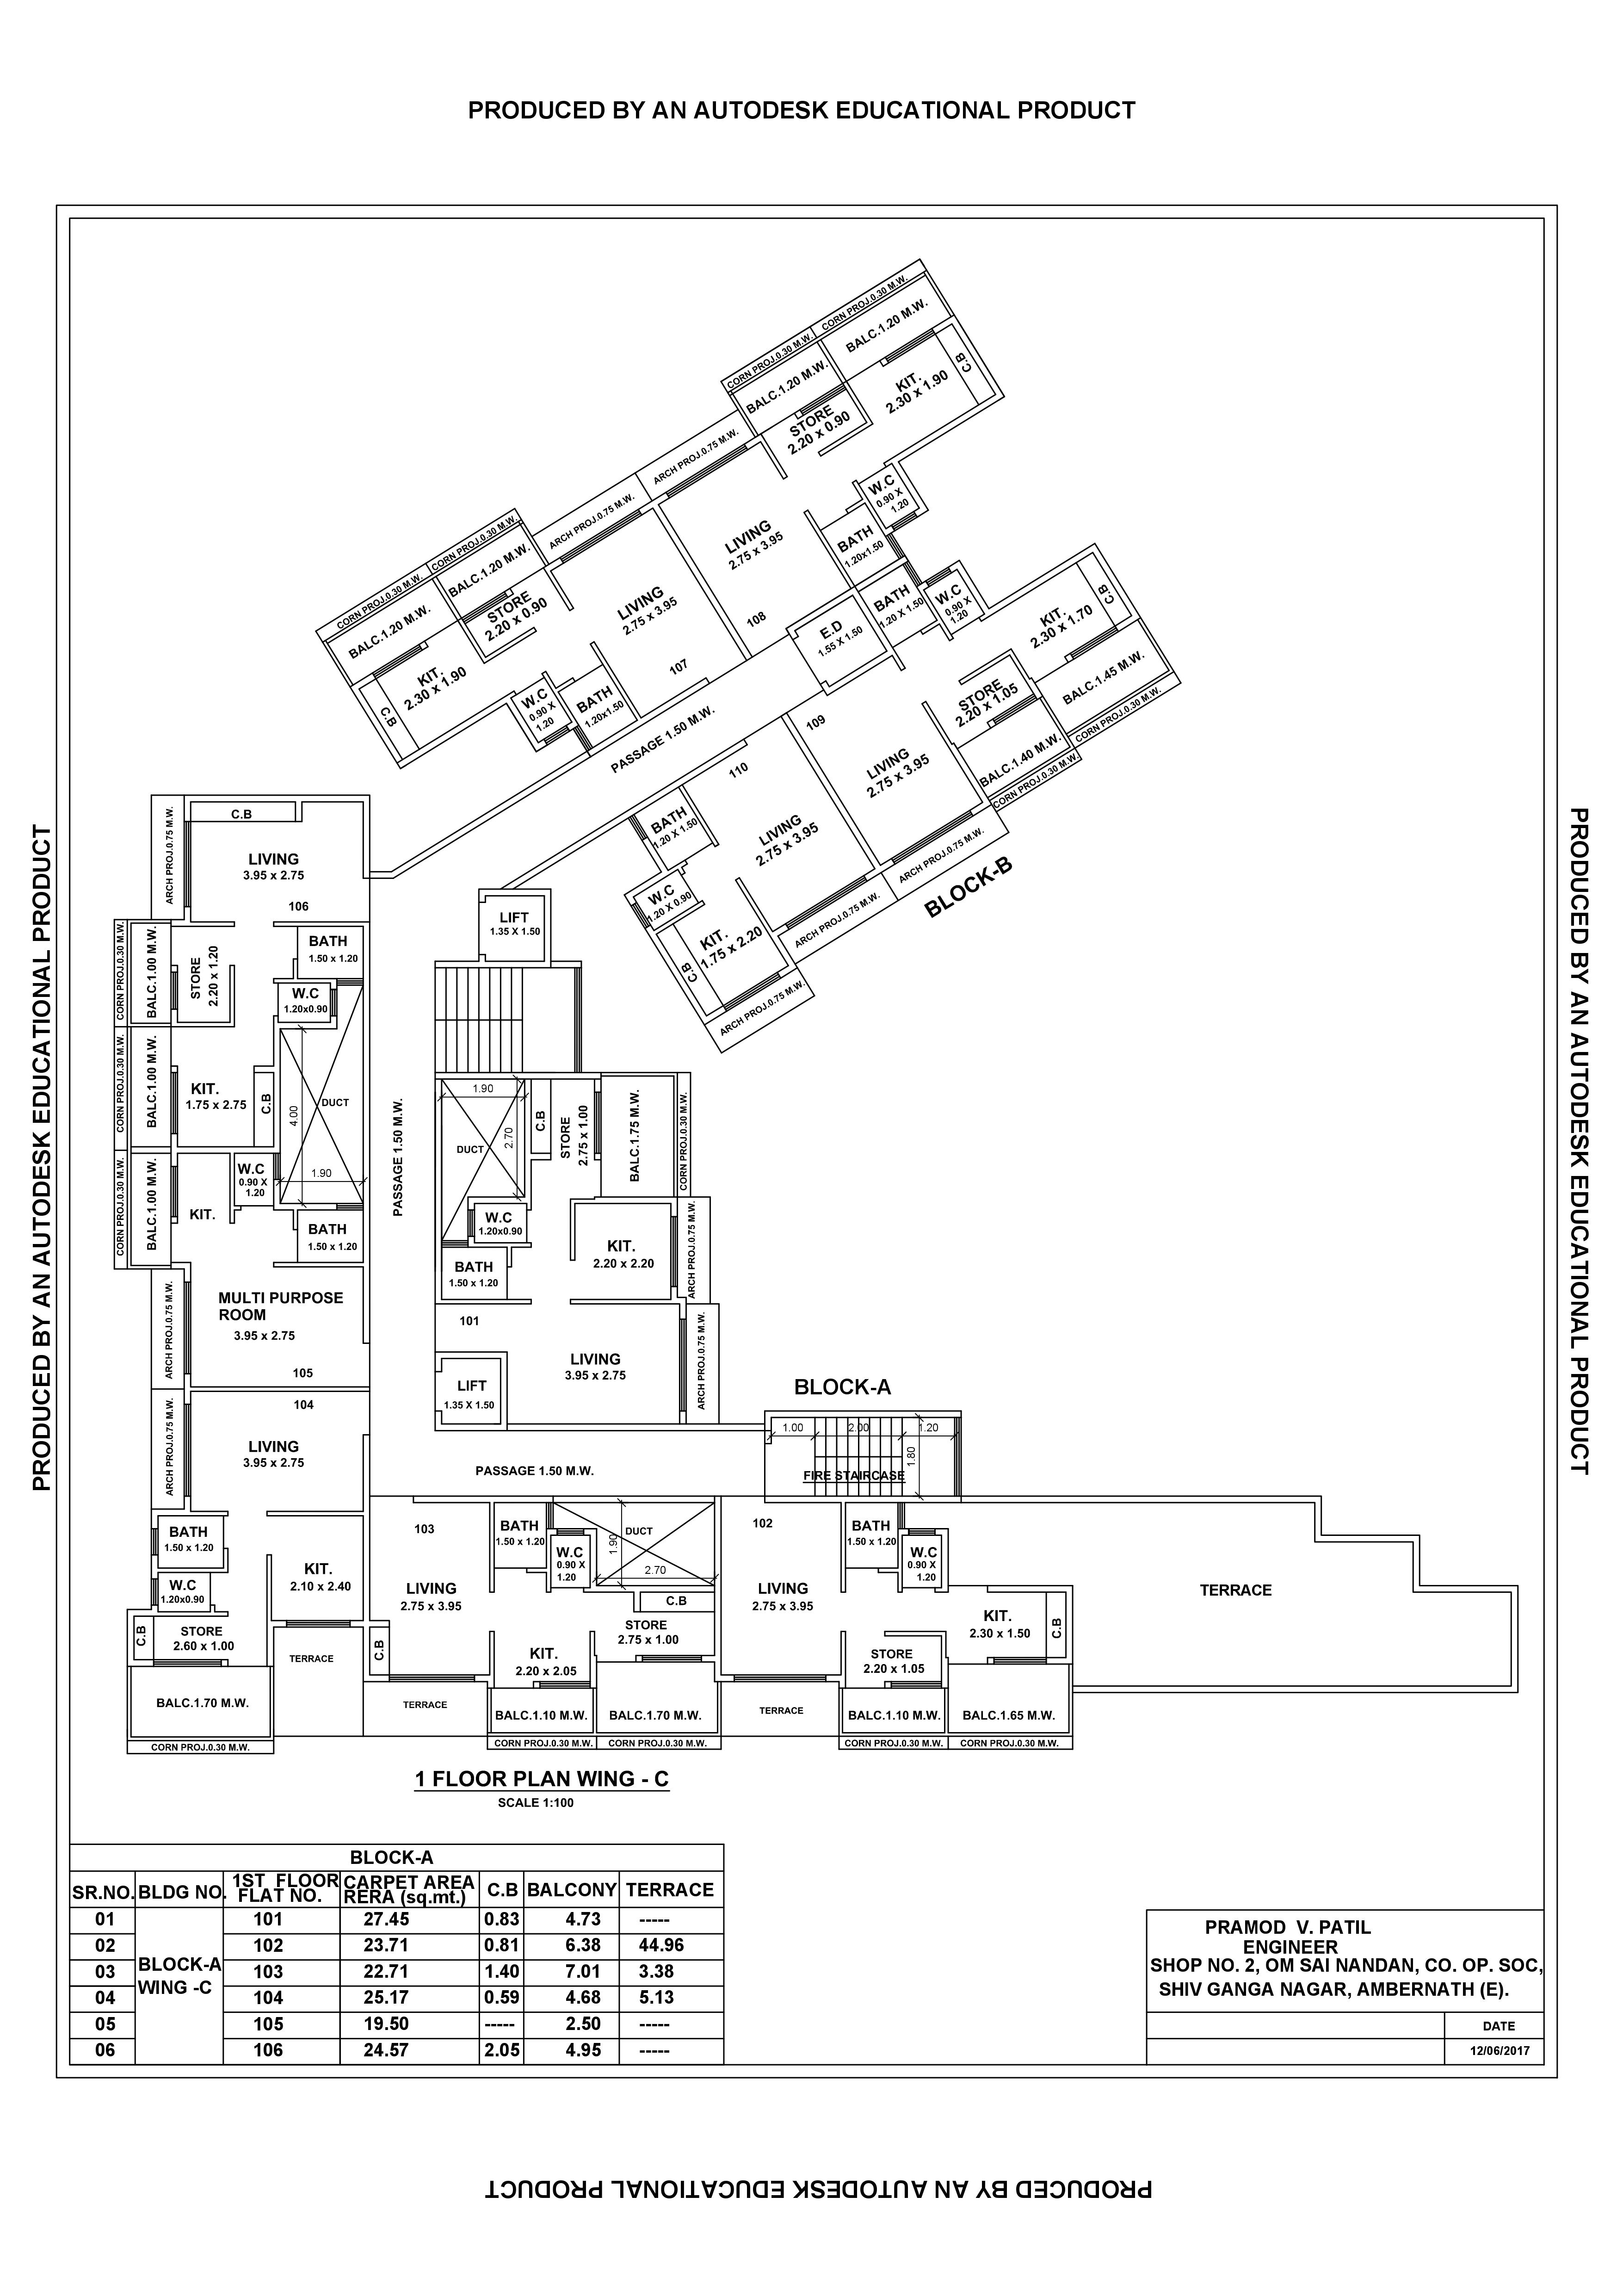 PRODUCED BY AN AUTODESK EDUCATIONAL PRODUCT
PRODUCED BY AN AUTODESK EDUCATIONAL PRODUCT
PRODUCED BY AN AUTODESK EDUCATIONAL PRODUCT
CORN PROJ.0.30 M.W.
CORN PROJ.0.30 M.W.
BALC.1.20 M.W.
BALC.1.20 M.W.
C.B
KIT.
2.30 x 1.90
STORE
2.20 x 0.90
ARCH PROJ.0.75 M.W.
ARCH PROJ.0.75 M.W.
W.C
0.90 X
1.20
BATH
1.20x1.50
LIVING
2.75 x 3.95
108
CORN PROJ.0.30 M.W.
CORN PROJ.0.30 M.W.
BALC.1.20 M.W.
BALC.1.20 M.W.
STORE
2.20 x 0.90
KIT.
2.30 x 1.90
C.B
LIVING
2.75 x 3.95
107
W.C
0.90 X
1.20
BATH
1.20x1.50
E.D
1.55 X 1.50
BATH
1.20 X 1.50
W.C
0.90 X
1.20
KIT.
2.30 x 1.70
C.B
BALC.1.45 M.W.
CORN PROJ.0.30 M.W.
STORE
2.20 x 1.05
BALC.1.40 M.W.
CORN PROJ.0.30 M.W.
109
LIVING
2.75 x 3.95
ARCH PROJ.0.75 M.W.
PASSAGE 1.50 M.W.
110
BATH
1.20 X 1.50
LIVING
2.75 x 3.95
W.C
1.20 X 0.90
KIT.
1.75 x 2.20
C.B
ARCH PROJ.0.75 M.W.
ARCH PROJ.0.75 M.W.
BLOCK-B
ARCH PROJ.0.75 M.W.
C.B
LIVING
3.95 x 2.75
106
LIFT
1.35 X 1.50
CORN PROJ.0.30 M.W.
BALC.1.00 M.W.
STORE
2.20 x 1.20
BATH
1.50 x 1.20
W.C
1.20x0.90
CORN PROJ.0.30 M.W.
BALC.1.00 M.W.
KIT.
1.75 x 2.75
C.B
4.00
DUCT
1.90
PASSAGE 1.50 M.W.
1.90
DUCT
2.70
C.B
STORE
2.75 x 1.00
BALC.1.75 M.W.
CORN PROJ.0.30 M.W.
CORN PROJ.0.30 M.W.
BALC.1.00 M.W.
KIT.
W.C
0.90 X
1.20
BATH
1.50 x 1.20
W.C
1.20x0.90
BATH
1.50 x 1.20
KIT.
2.20 x 2.20
ARCH PROJ.0.75 M.W.
ARCH PROJ.0.75 M.W.
MULTI PURPOSE
ROOM
3.95 x 2.75
105
101
LIVING
3.95 x 2.75
ARCH PROJ.0.75 M.W.
LIFT
1.35 X 1.50
BLOCK-A
ARCH PROJ.0.75 M.W.
104
LIVING
3.95 x 2.75
PASSAGE 1.50 M.W.
1.00
2.00
1.20
1.80
FIRE STAIRCASE
BATH
1.50 x 1.20
W.C
1.20x0.90
KIT.
2.10 x 2.40
C.B
STORE
2.60 x 1.00
TERRACE
BALC.1.70 M.W.
CORN PROJ.0.30 M.W.
103
LIVING
2.75 x 3.95
C.B
TERRACE
BATH
1.50 x 1.20
W.C
0.90 X
1.20
DUCT
1.90
2.70
C.B
STORE
2.75 x 1.00
KIT.
2.20 x 2.05
BALC.1.10 M.W.
BALC.1.70 M.W.
CORN PROJ.0.30 M.W.
CORN PROJ.0.30 M.W.
102
LIVING
2.75 x 3.95
TERRACE
BATH
1.50 x 1.20
W.C
0.90 X
1.20
KIT.
2.30 x 1.50
C.B
STORE
2.20 x 1.05
BALC.1.10 M.W.
BALC.1.65 M.W.
CORN PROJ.0.30 M.W.
CORN PROJ.0.30 M.W.
TERRACE
1 FLOOR PLAN WING - C
SCALE 1:100
BLOCK-A
SR.NO. BLDG NO. 1ST FLOOR FLAT NO. CARPET AREA RERA (sq.mt.) C.B BALCONY TERRACE
01 101 27.45 0.83 4.73 -----
02 102 23.71 0.81 6.38 44.96
BLOCK-A
WING -C
03 103 22.71 1.40 7.01 3.38
04 104 25.17 0.59 4.68 5.13
05 105 19.50 ----- 2.50 -----
06 106 24.57 2.05 4.95 -----
PRAMOD V. PATIL
ENGINEER
SHOP NO. 2, OM SAI NANDAN, CO. OP. SOC,
SHIV GANGA NAGAR, AMBERNATH (E).
DATE
12/06/2017
PRODUCED BY AN AUTODESK EDUCATIONAL PRODUCT